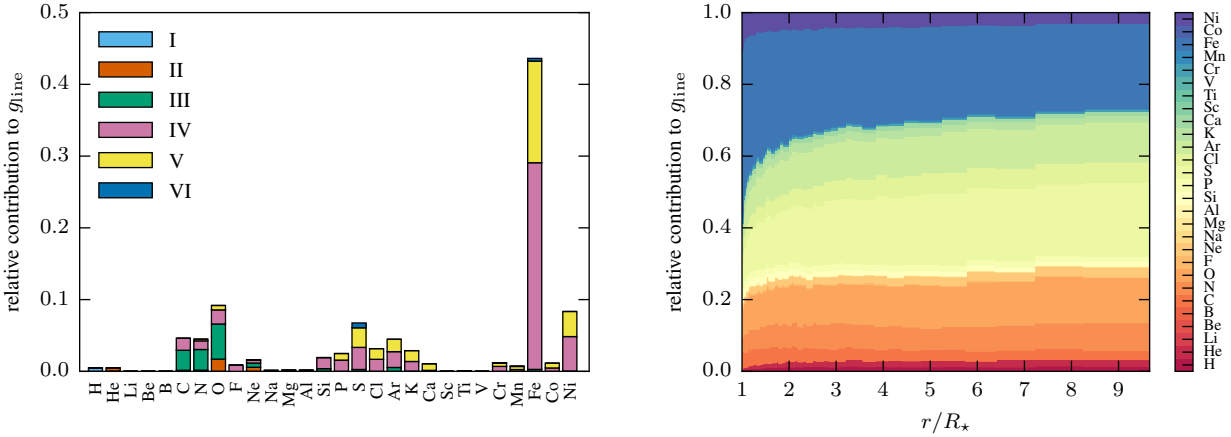 relative contribution to g_line
0.5
0.4
0.3
0.2
0.1
0.0
I
II
III
IV
V
VI
H He Li Be B C N O F Ne Na Mg Al Si P S Cl Ar K Ca Sc Ti V Cr Mn Fe Co Ni
relative contribution to g_line
1.0
0.8
0.6
0.4
0.2
0.0
1 2 3 4 5 6 7 8 9
r/R⋆
Ni
Co
Fe
Mn
Cr
V
Ti
Sc
Ca
K
Ar
Cl
S
P
Si
Al
Mg
Na
Ne
F
O
N
C
B
Be
Li
He
H